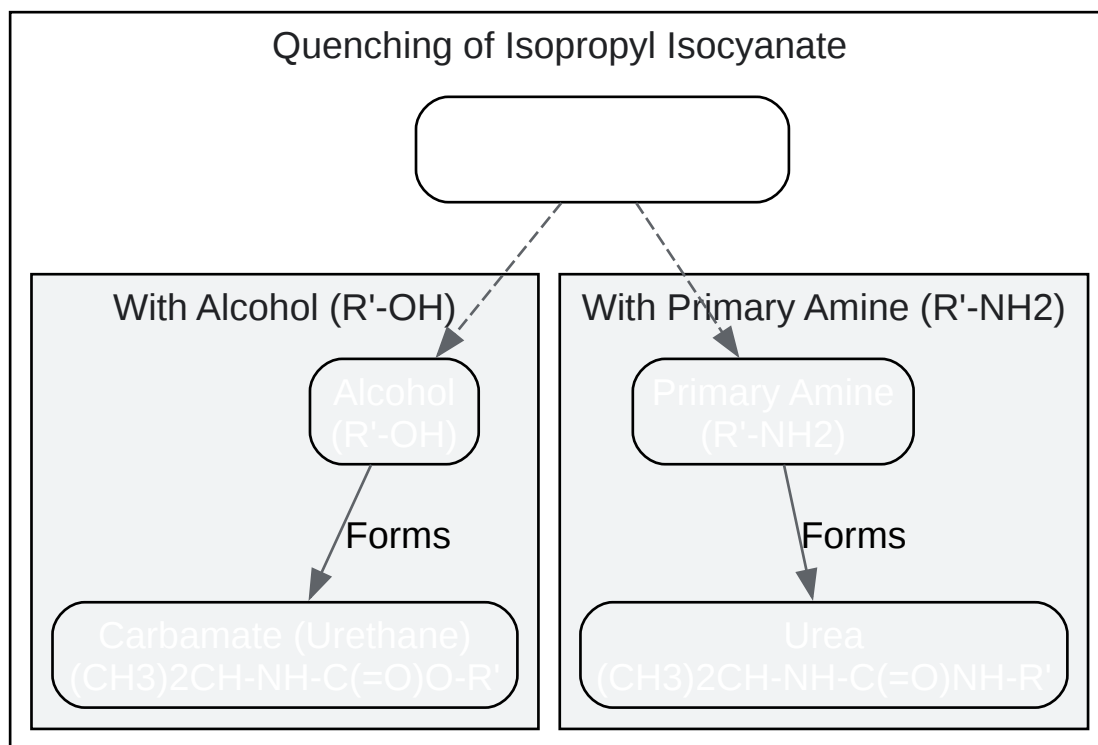 Quenching of Isopropyl Isocyanate
With Alcohol (R'-OH)
With Primary Amine (R'-NH2)
Alcohol
(R'-OH)
Primary Amine
(R'-NH2)
Forms
Forms
Carbamate (Urethane)
(CH3)2CH-NH-C(=O)O-R'
Urea
(CH3)2CH-NH-C(=O)NH-R'